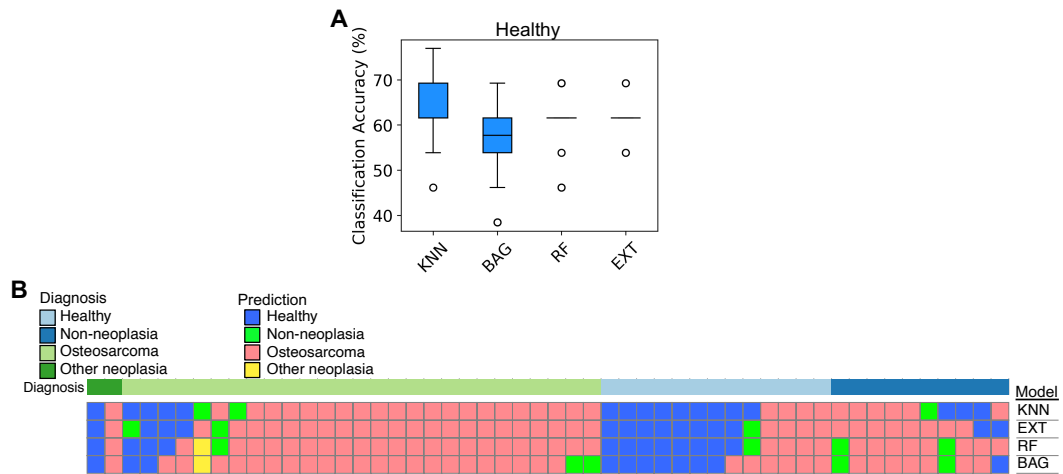 A
Healthy
Classification Accuracy (%)
70
60
50
40
KNN
BAG
RF
EXT
B
Diagnosis
Healthy
Non-neoplasia
Osteosarcoma
Other neoplasia
Prediction
Healthy
Non-neoplasia
Osteosarcoma
Other neoplasia
Diagnosis
Model
KNN
EXT
RF
BAG